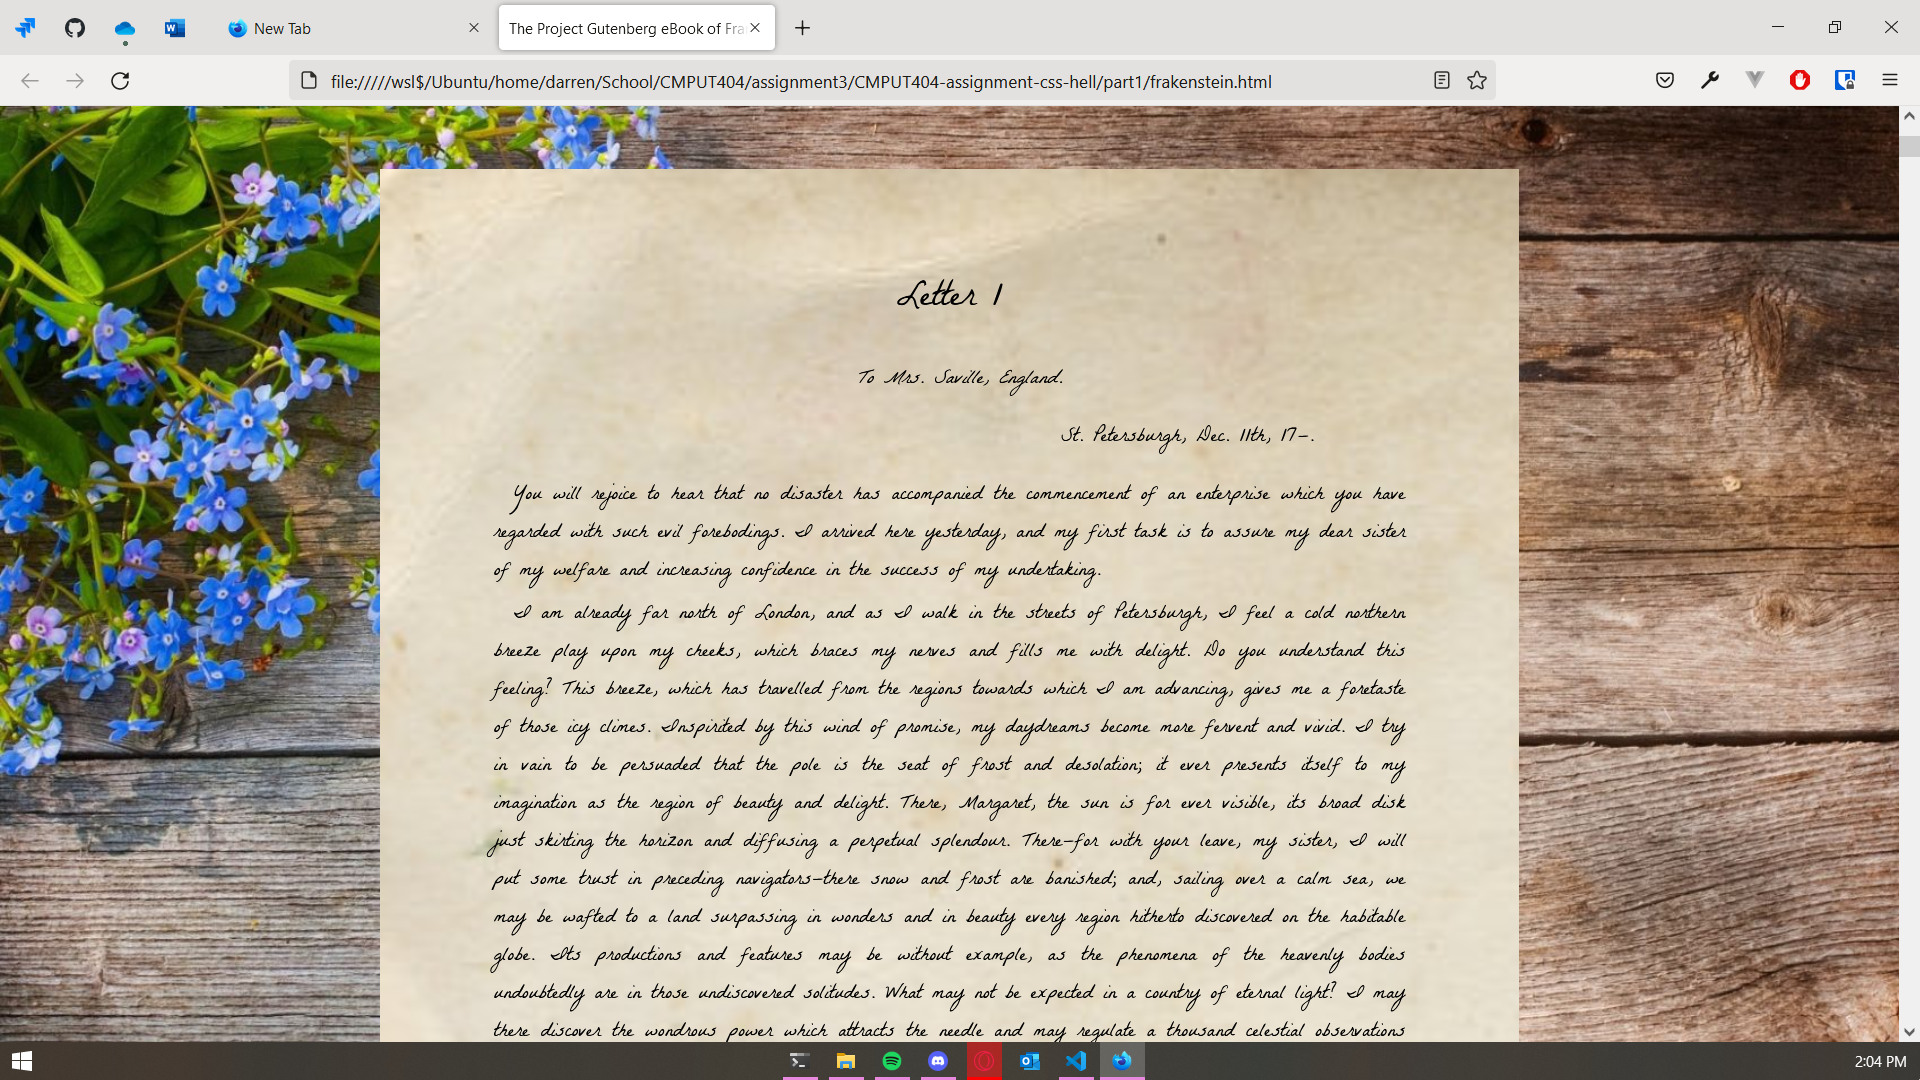 New Tab
The Project Gutenberg eBook of Fra
file://///wsl$/Ubuntu/home/darren/School/CMPUT404/assignment3/CMPUT404-assignment-css-hell/part1/frakenstein.html
Letter 1
To Mrs. Saville, England.
St. Petersburgh, Dec. 11th, 17—.
You will rejoice to hear that no disaster has accompanied the commencement of an enterprise which you have
regarded with such evil forebodings. I arrived here yesterday, and my first task is to assure my dear sister
of my welfare and increasing confidence in the success of my undertaking.
I am already far north of London, and as I walk in the streets of Petersburgh, I feel a cold northern
breeze play upon my cheeks, which braces my nerves and fills me with delight. Do you understand this
feeling? This breeze, which has travelled from the regions towards which I am advancing, gives me a foretaste
of those icy climes. Inspirited by this wind of promise, my daydreams become more fervent and vivid. I try
in vain to be persuaded that the pole is the seat of frost and desolation; it ever presents itself to my
imagination as the region of beauty and delight. There, Margaret, the sun is for ever visible, its broad disk
just skirting the horizon and diffusing a perpetual splendour. There—for with your leave, my sister, I will
put some trust in preceding navigators—there snow and frost are banished; and, sailing over a calm sea, we
may be wafted to a land surpassing in wonders and in beauty every region hitherto discovered on the habitable
globe. Its productions and features may be without example, as the phenomena of the heavenly bodies
undoubtedly are in those undiscovered solitudes. What may not be expected in a country of eternal light? I may
there discover the wondrous power which attracts the needle and may regulate a thousand celestial observations
2:04 PM